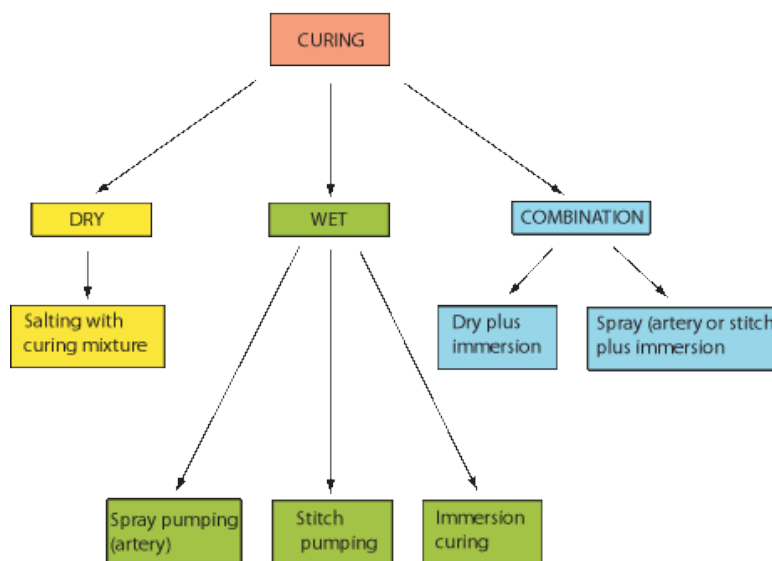 CURING
DRY
WET
COMBINATION
Salting with
curing mixture
Dry plus
immersion
Spray (artery or stitch
plus immersion
Spray pumping
(artery)
Stitch
pumping
Immersion
curing